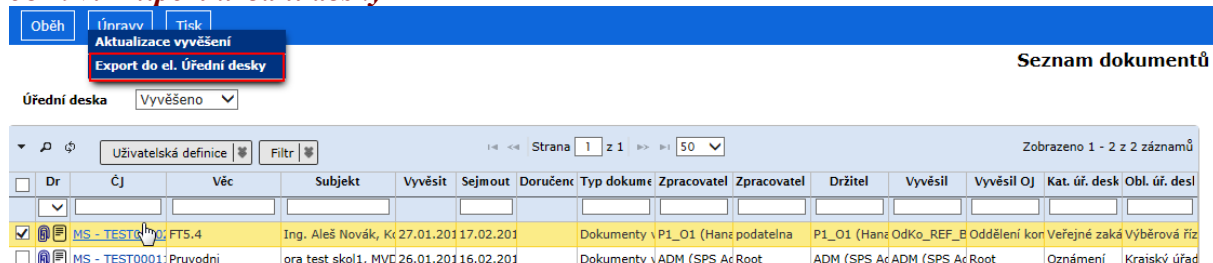 Oběh Úpravy Tisk
Aktualizace vyvěšení
Export do el. Úřední desky
Seznam dokumentů
Úřední deska Vyvěšeno
Uživatelská definice Filtr Strana 1 z 1 50 Zobrazeno 1 - 2 z 2 záznamů
Dr ČJ Věc Subjekt Vyvěsit Sejmout Doručenc Typ dokume Zpracovatel Zpracovatel Držitel Vyvěsil Vyvěsil OJ Kat. úř. desk Obl. úř. desl
MS - TEST FT5.4 Ing. Aleš Novák, Kc 27.01.201 17.02.201 Dokumenty v P1_O1 (Hana podatelna P1_O1 (Hana OdKo_REF_B Oddělení kon Veřejné zaká Výběrová říz
MS - TEST0001 Pruvodni ora test skol1, MVD 26.01.201 16.02.201 Dokumenty v ADM (SPS Ad Root ADM (SPS Ad ADM (SPS Ad Root Oznámení Krajský úřad